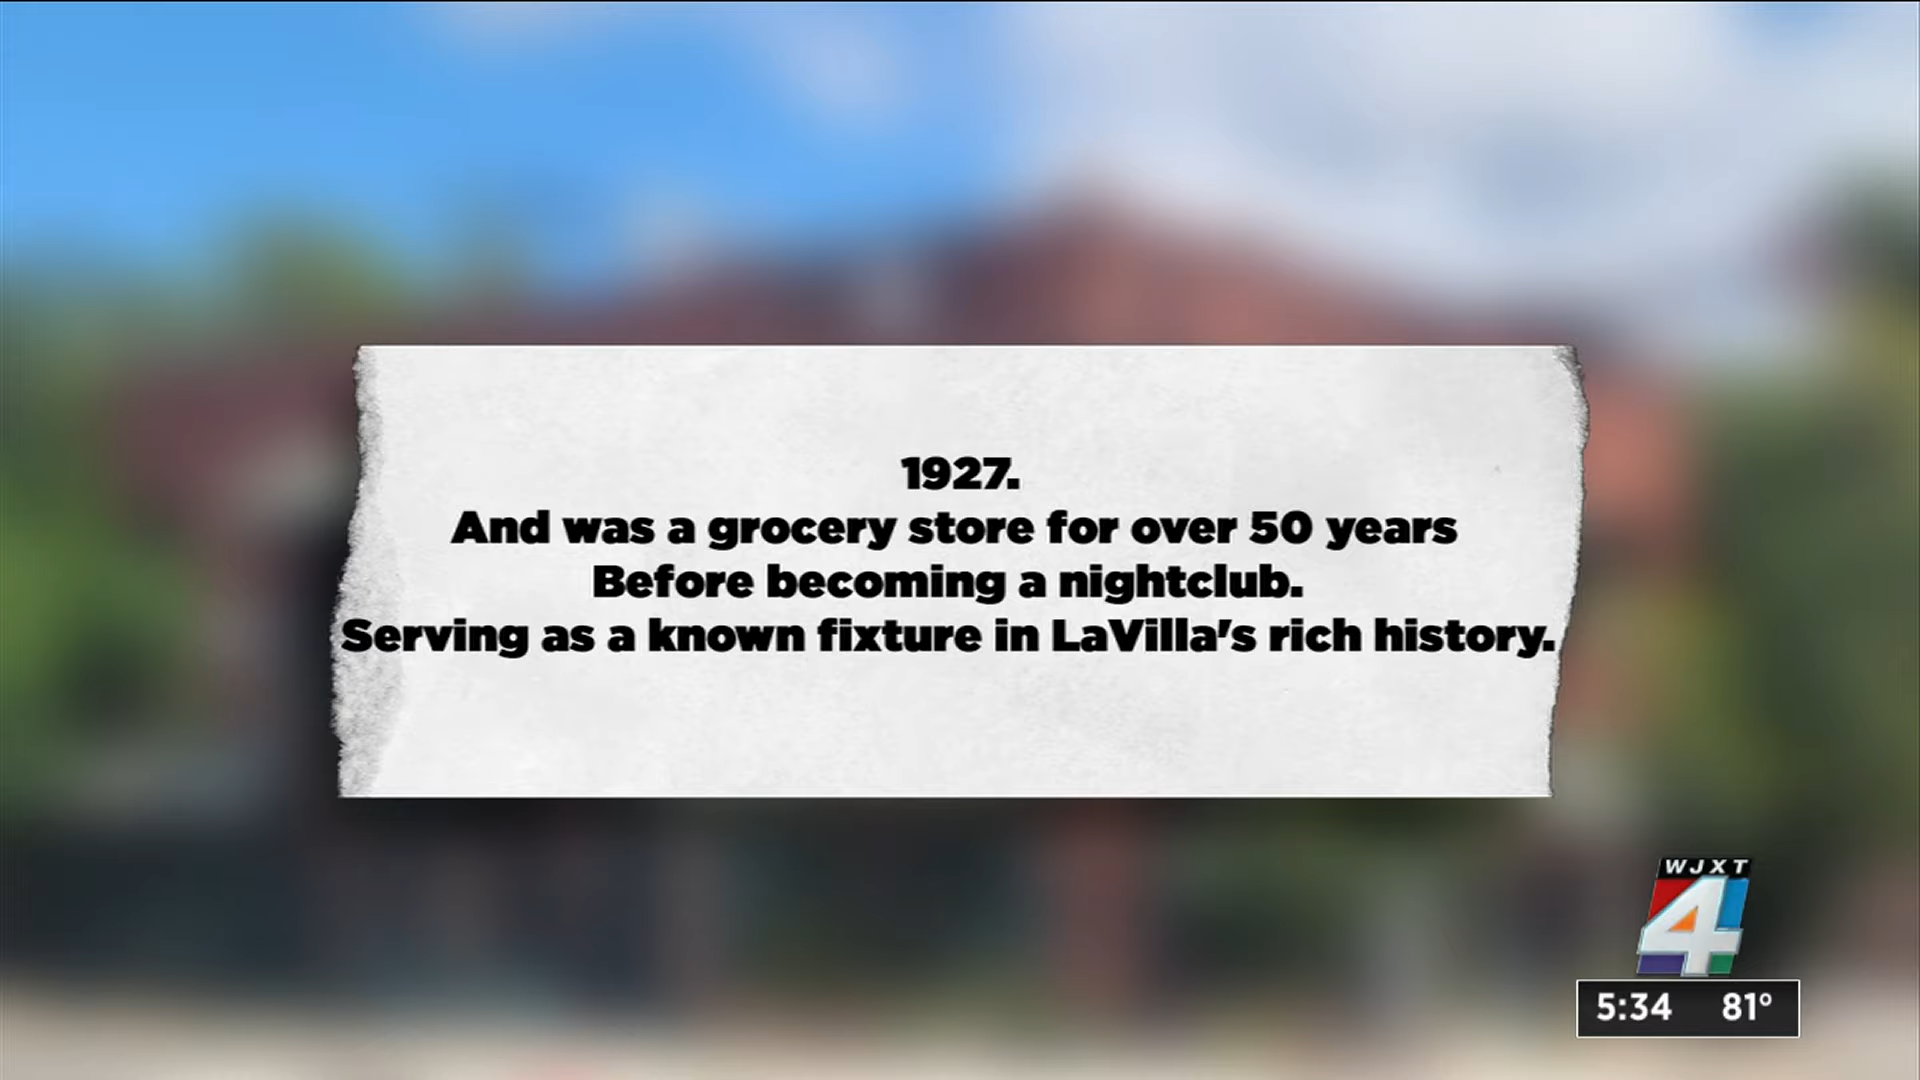 1927.
And was a grocery store for over 50 years
Before becoming a nightclub.
Serving as a known fixture in LaVilla's rich history.
WJXT
4
5:34 81°